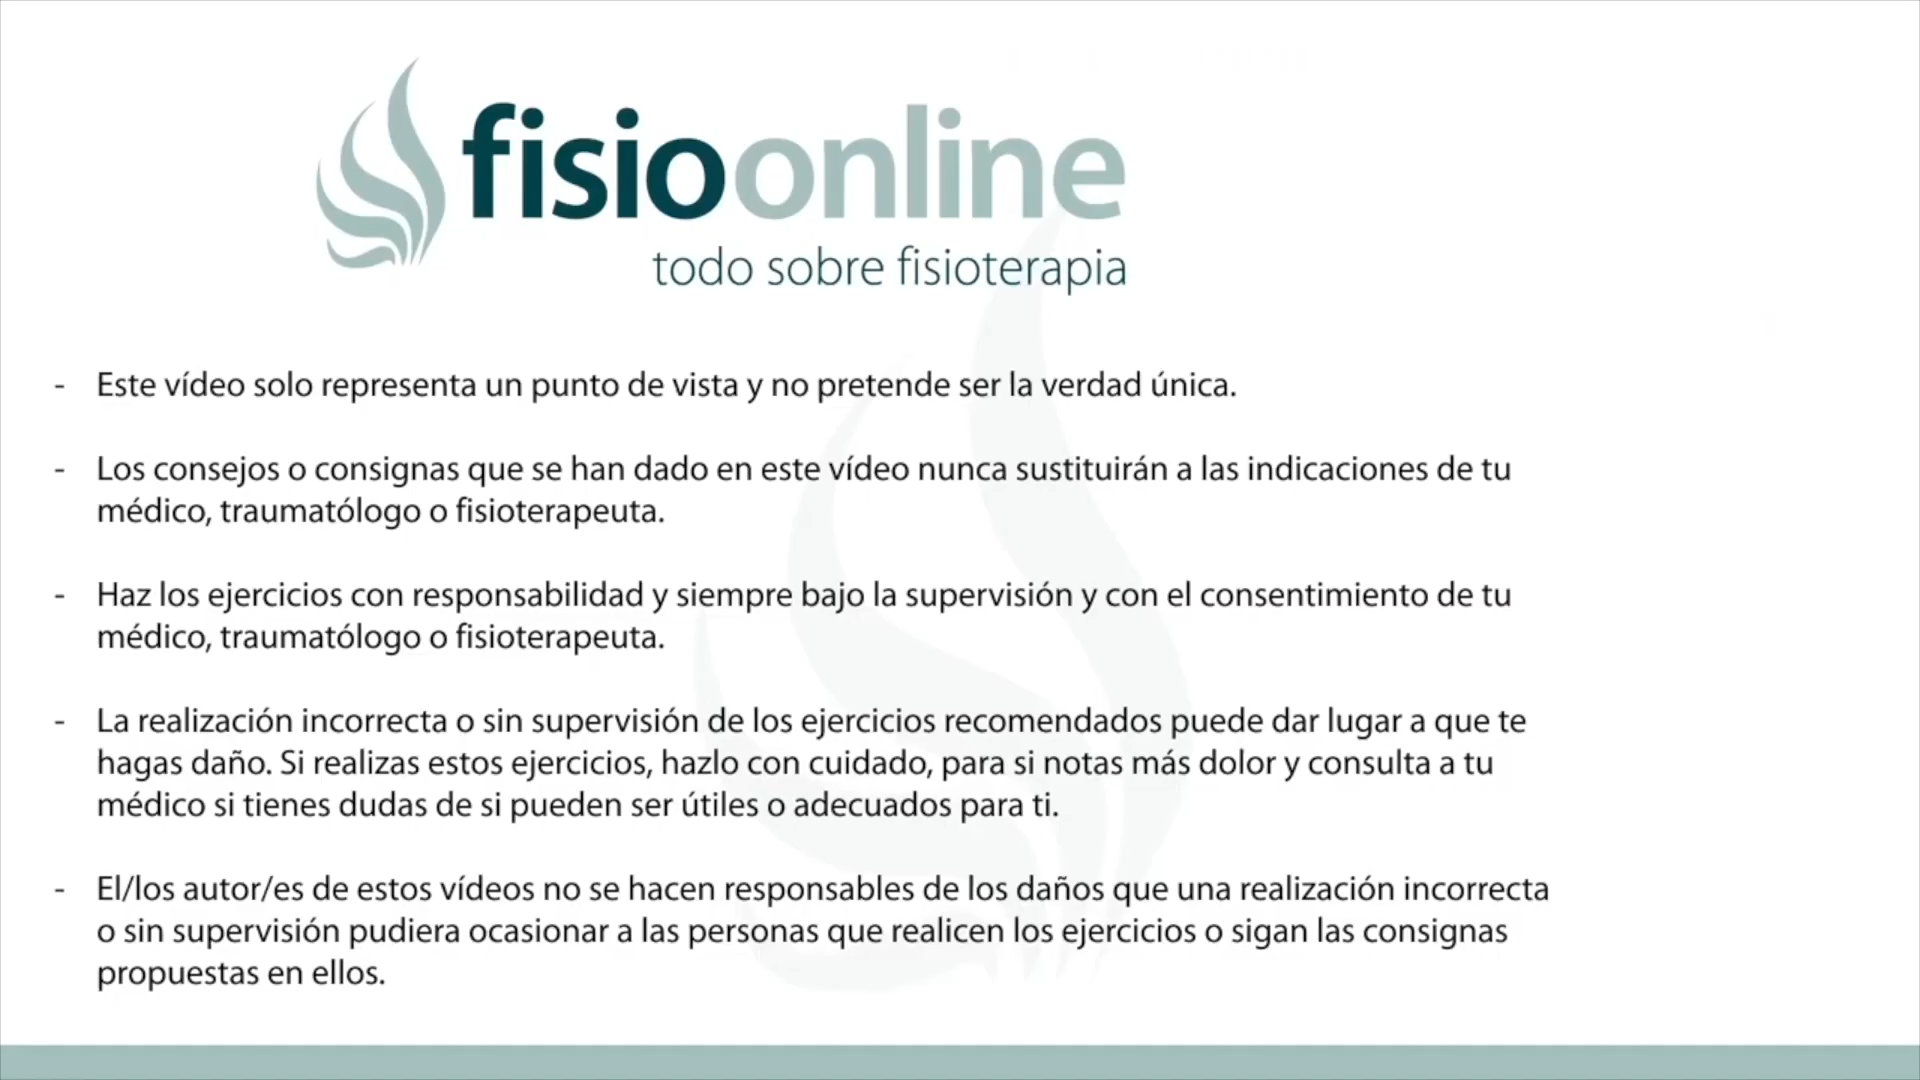 fisioonline
todo sobre fisioterapia
- Este vídeo solo representa un punto de vista y no pretende ser la verdad única.
- Los consejos o consignas que se han dado en este vídeo nunca sustituirán a las indicaciones de tu
médico, traumatólogo o fisioterapeuta.
- Haz los ejercicios con responsabilidad y siempre bajo la supervisión y con el consentimiento de tu
médico, traumatólogo o fisioterapeuta.
- La realización incorrecta o sin supervisión de los ejercicios recomendados puede dar lugar a que te
hagas daño. Si realizas estos ejercicios, hazlo con cuidado, para si notas más dolor y consulta a tu
médico si tienes dudas de si pueden ser útiles o adecuados para ti.
- El/los autor/es de estos vídeos no se hacen responsables de los daños que una realización incorrecta
o sin supervisión pudiera ocasionar a las personas que realicen los ejercicios o sigan las consignas
propuestas en ellos.